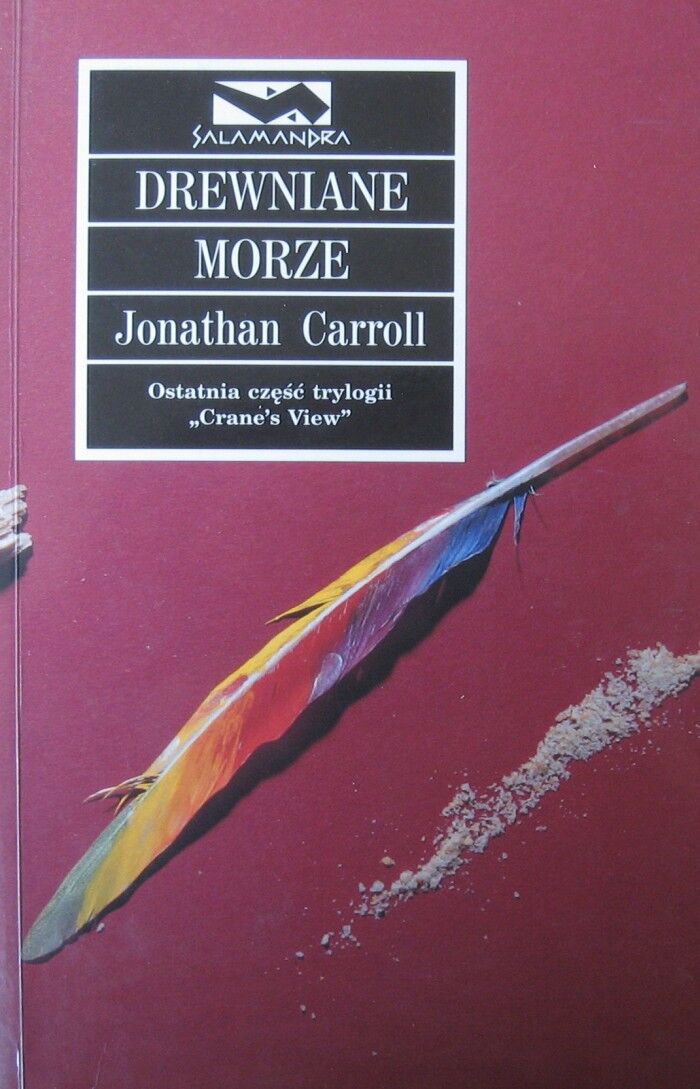 SALAMANDRA
DREWNIANE
MORZE
Jonathan Carroll
Ostatnia część trylogii
„Crane's View”